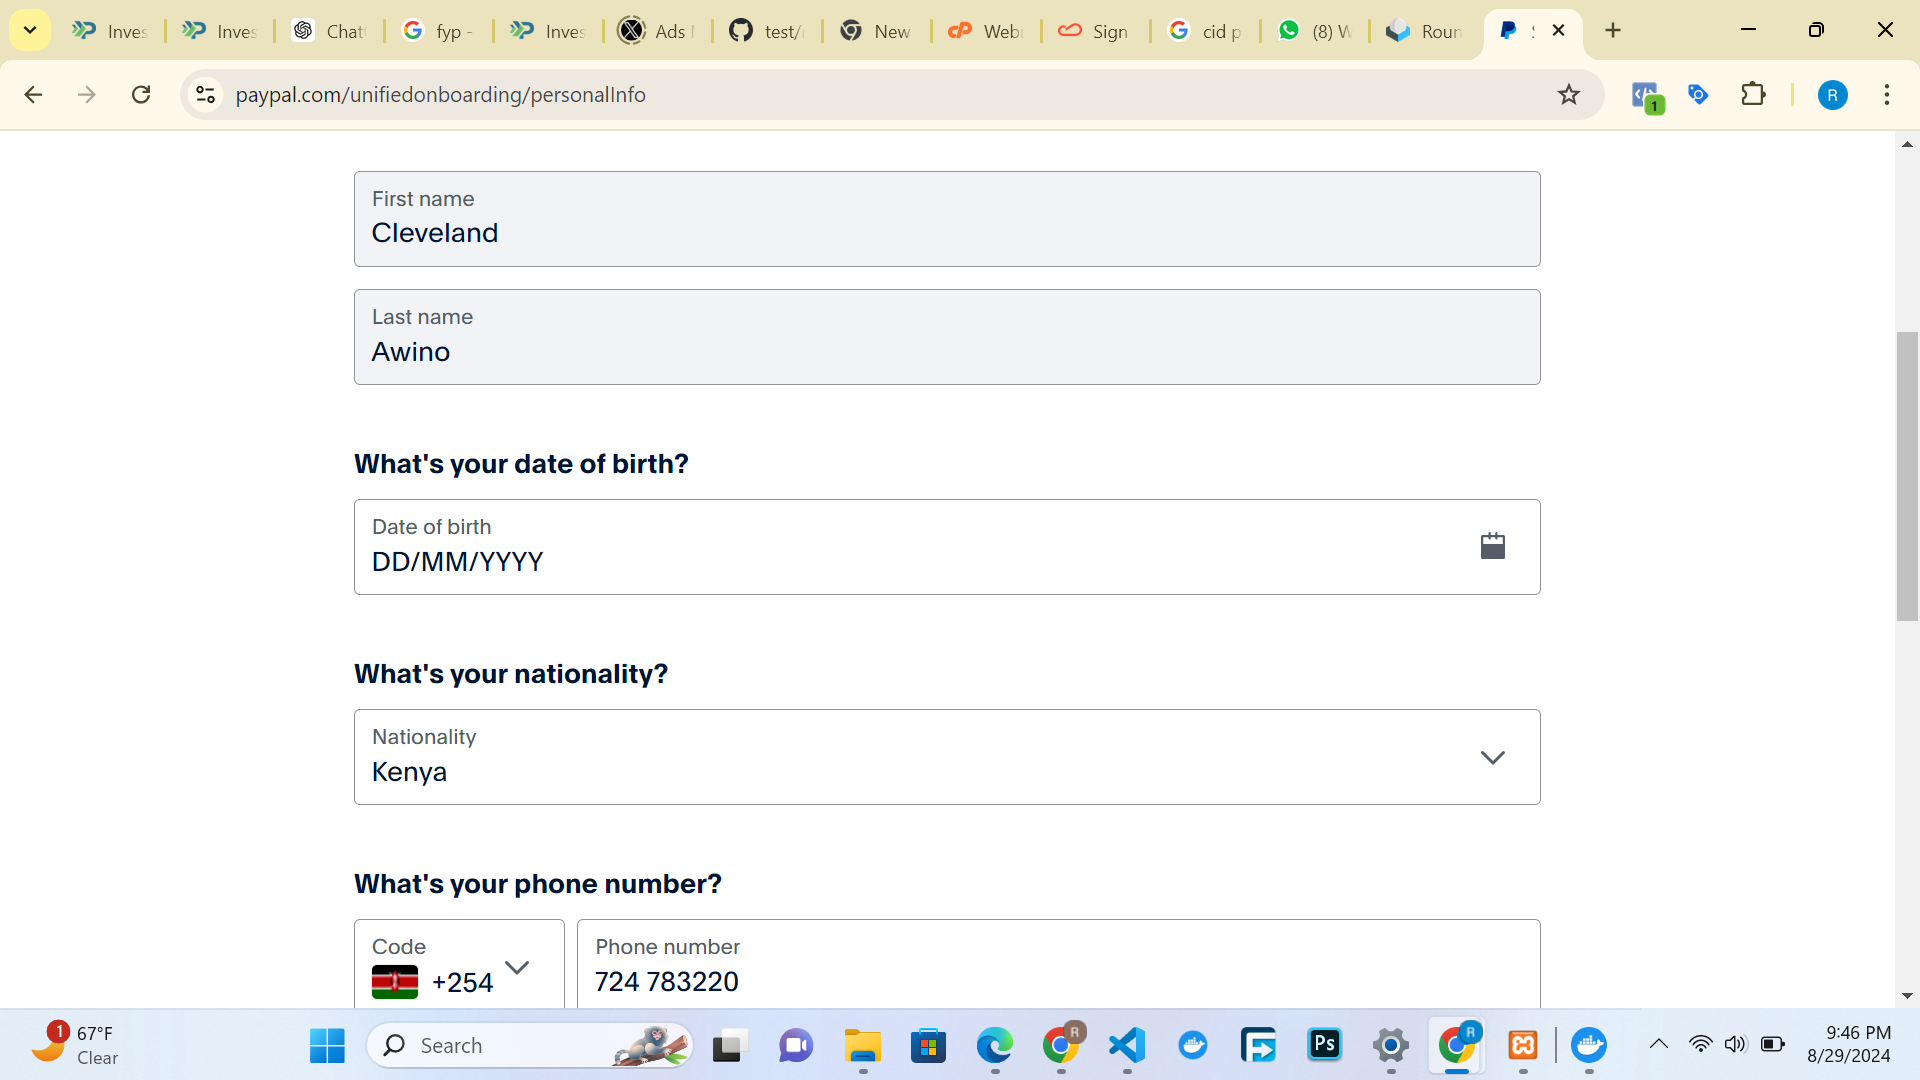 Inves
Inves
Chat
fyp -
Inves
Ads
test/
New
Web
Sign
cid p
(8) W
Roun
paypal.com/unifiedonboarding/personalInfo
1
R
First name
Cleveland
Last name
Awino
What's your date of birth?
Date of birth
DD/MM/YYYY
What's your nationality?
Nationality
Kenya
What's your phone number?
Code
+254
Phone number
724 783220
1
67°F
Clear
Search
R
Ps
R
9:46 PM
8/29/2024